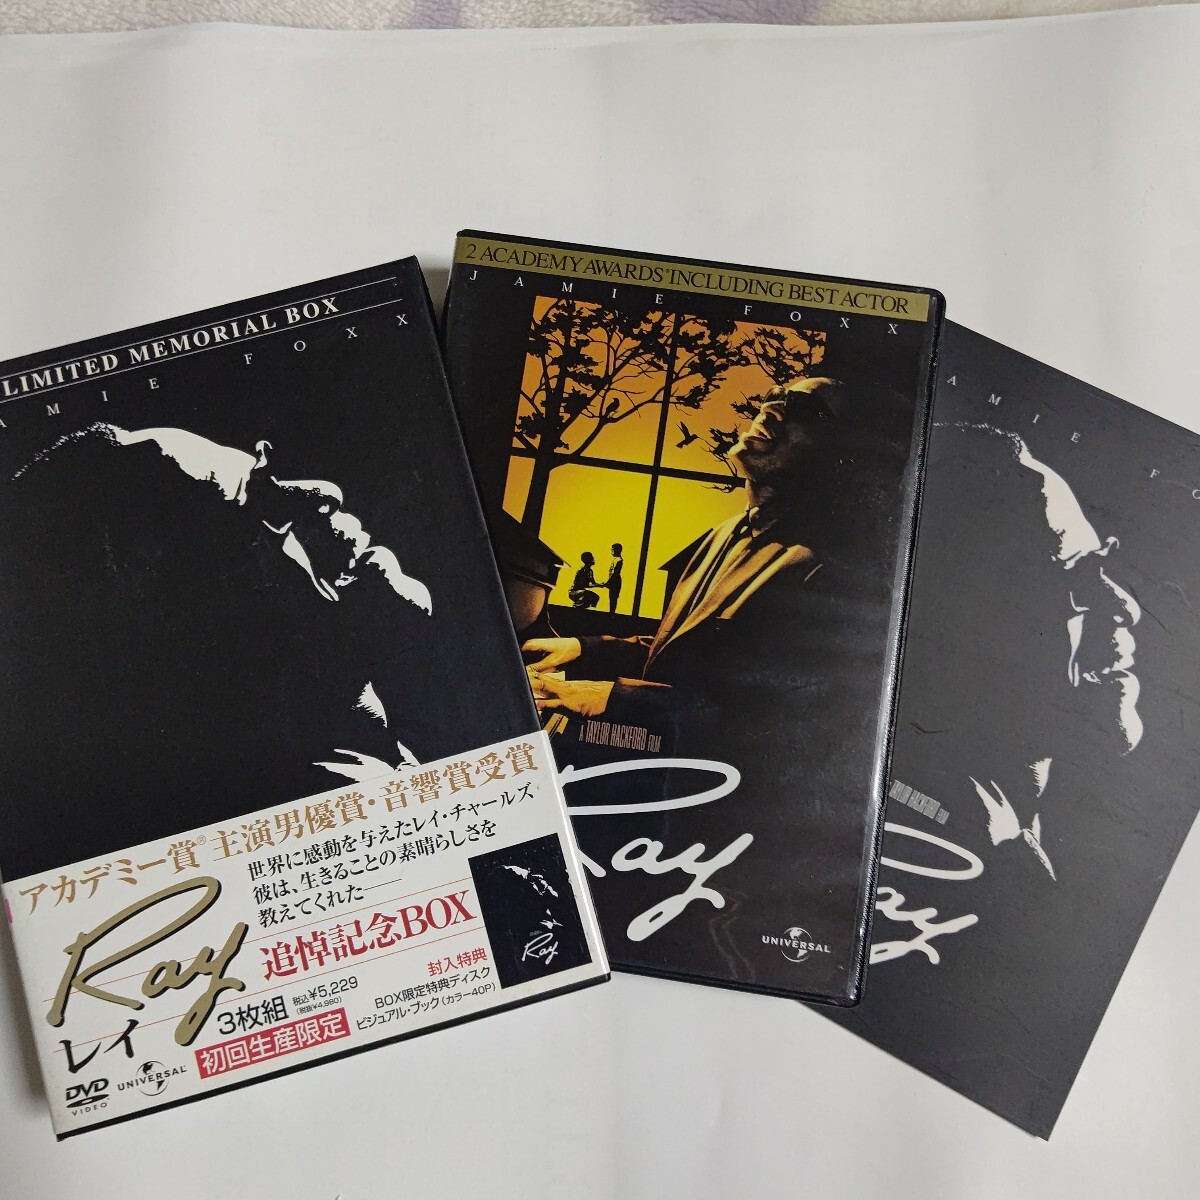 LIMITED MEMORIAL BOX
AMIE FOXX
アカデミー賞®主演男優賞・音響賞受賞
世界に感動を与えたレイ・チャールズ
彼は、生きることの素晴らしさを
教えてくれた――
Ray
追悼記念BOX
レイ
3枚組 税込¥5,229
(税抜¥4,980)
初回生産限定
封入特典
BOX限定特典ディスク
ビジュアル・ブック(カラー40P)
DVD
VIDEO
UNIVERSAL
Ray
2 ACADEMY AWARDS® INCLUDING BEST ACTOR
JAMIE FOXX
A TAYLOR HACKFORD FILM
Ray
UNIVERSAL
AMIE FO
HACKFORD FILM
Ray